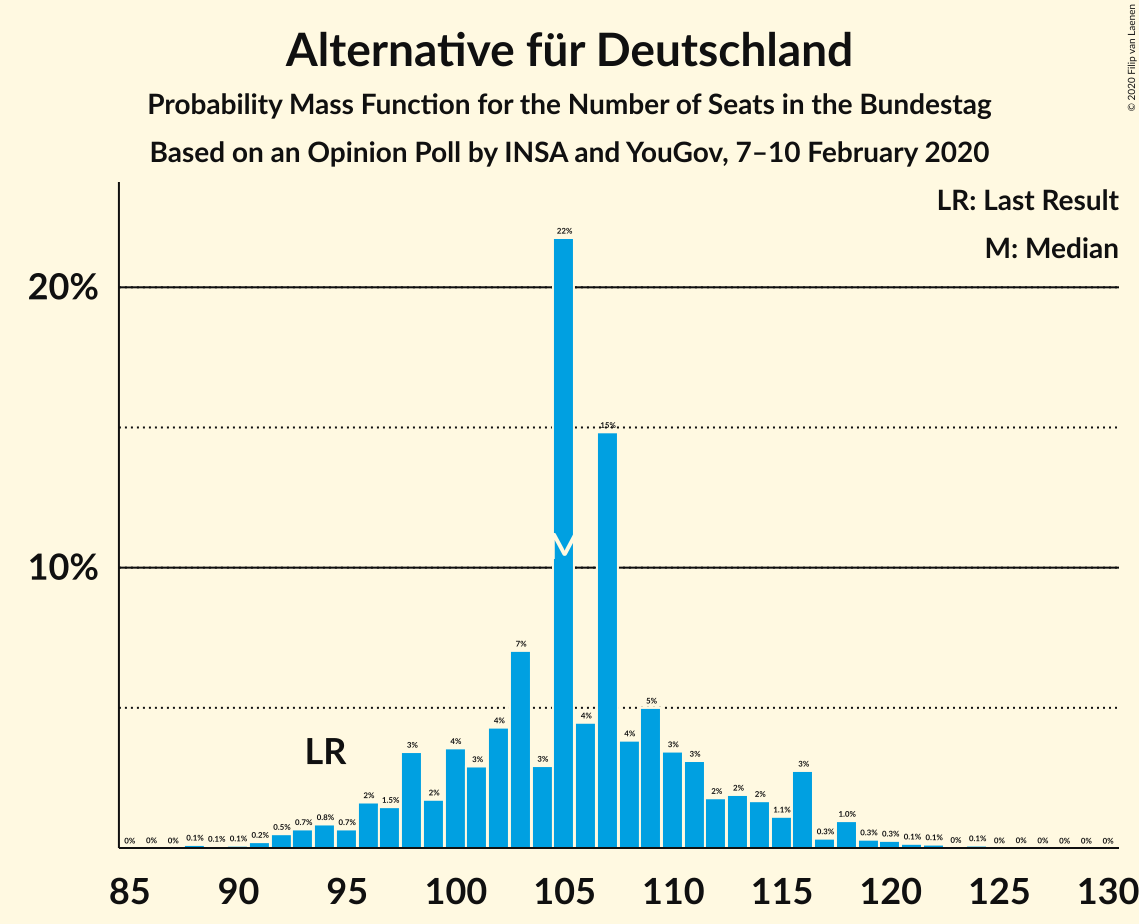 Alternative für Deutschland
Probability Mass Function for the Number of Seats in the Bundestag
Based on an Opinion Poll by INSA and YouGov, 7–10 February 2020
© 2020 Filip van Laenen
LR: Last Result
M: Median
20%
10%
0% 0% 0% 0.1% 0.1% 0.1% 0.2% 0.5% 0.7% 0.8% 0.7% 2% 1.5% 3% 2% 4% 3% 4% 7% 3% 22% 4% 15% 4% 5% 3% 3% 2% 2% 2% 1.1% 3% 0.3% 1.0% 0.3% 0.3% 0.1% 0.1% 0% 0.1% 0% 0% 0% 0% 0% 0%
M
LR
85 90 95 100 105 110 115 120 125 130